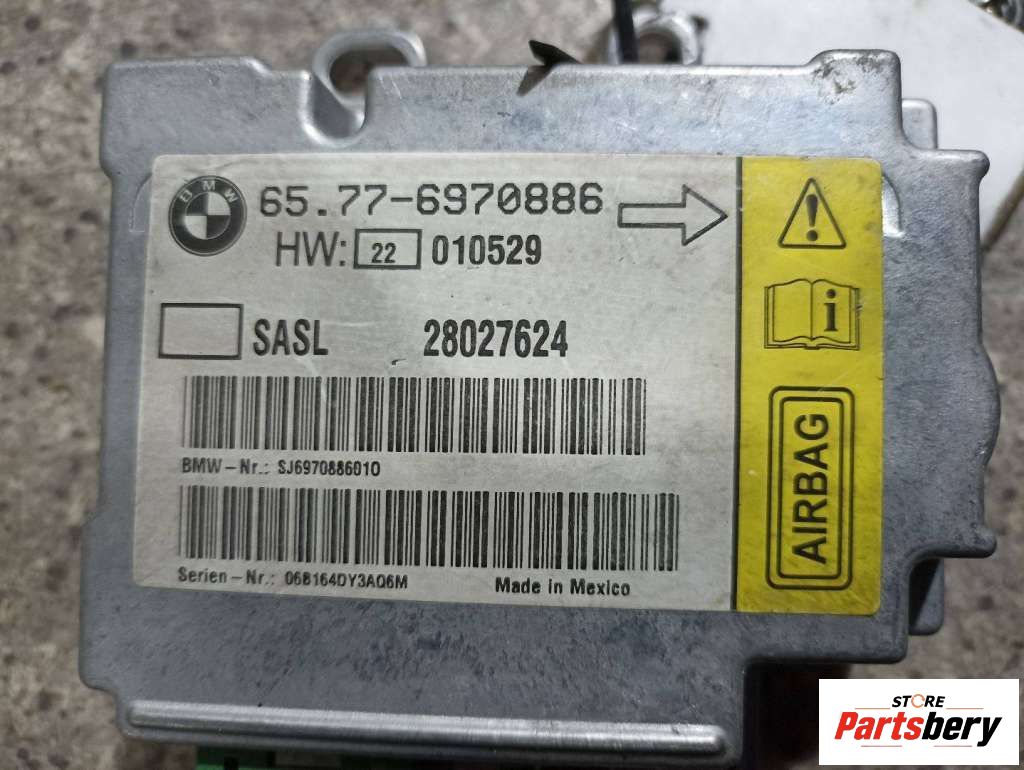 BMW
65.77-6970886
HW: 22 010529
SASL 28027624
BMW-Nr.: SJ6970886010
Serien-Nr.: 068164DY3A06M
Made in Mexico
AIRBAG
STORE
Partsbery